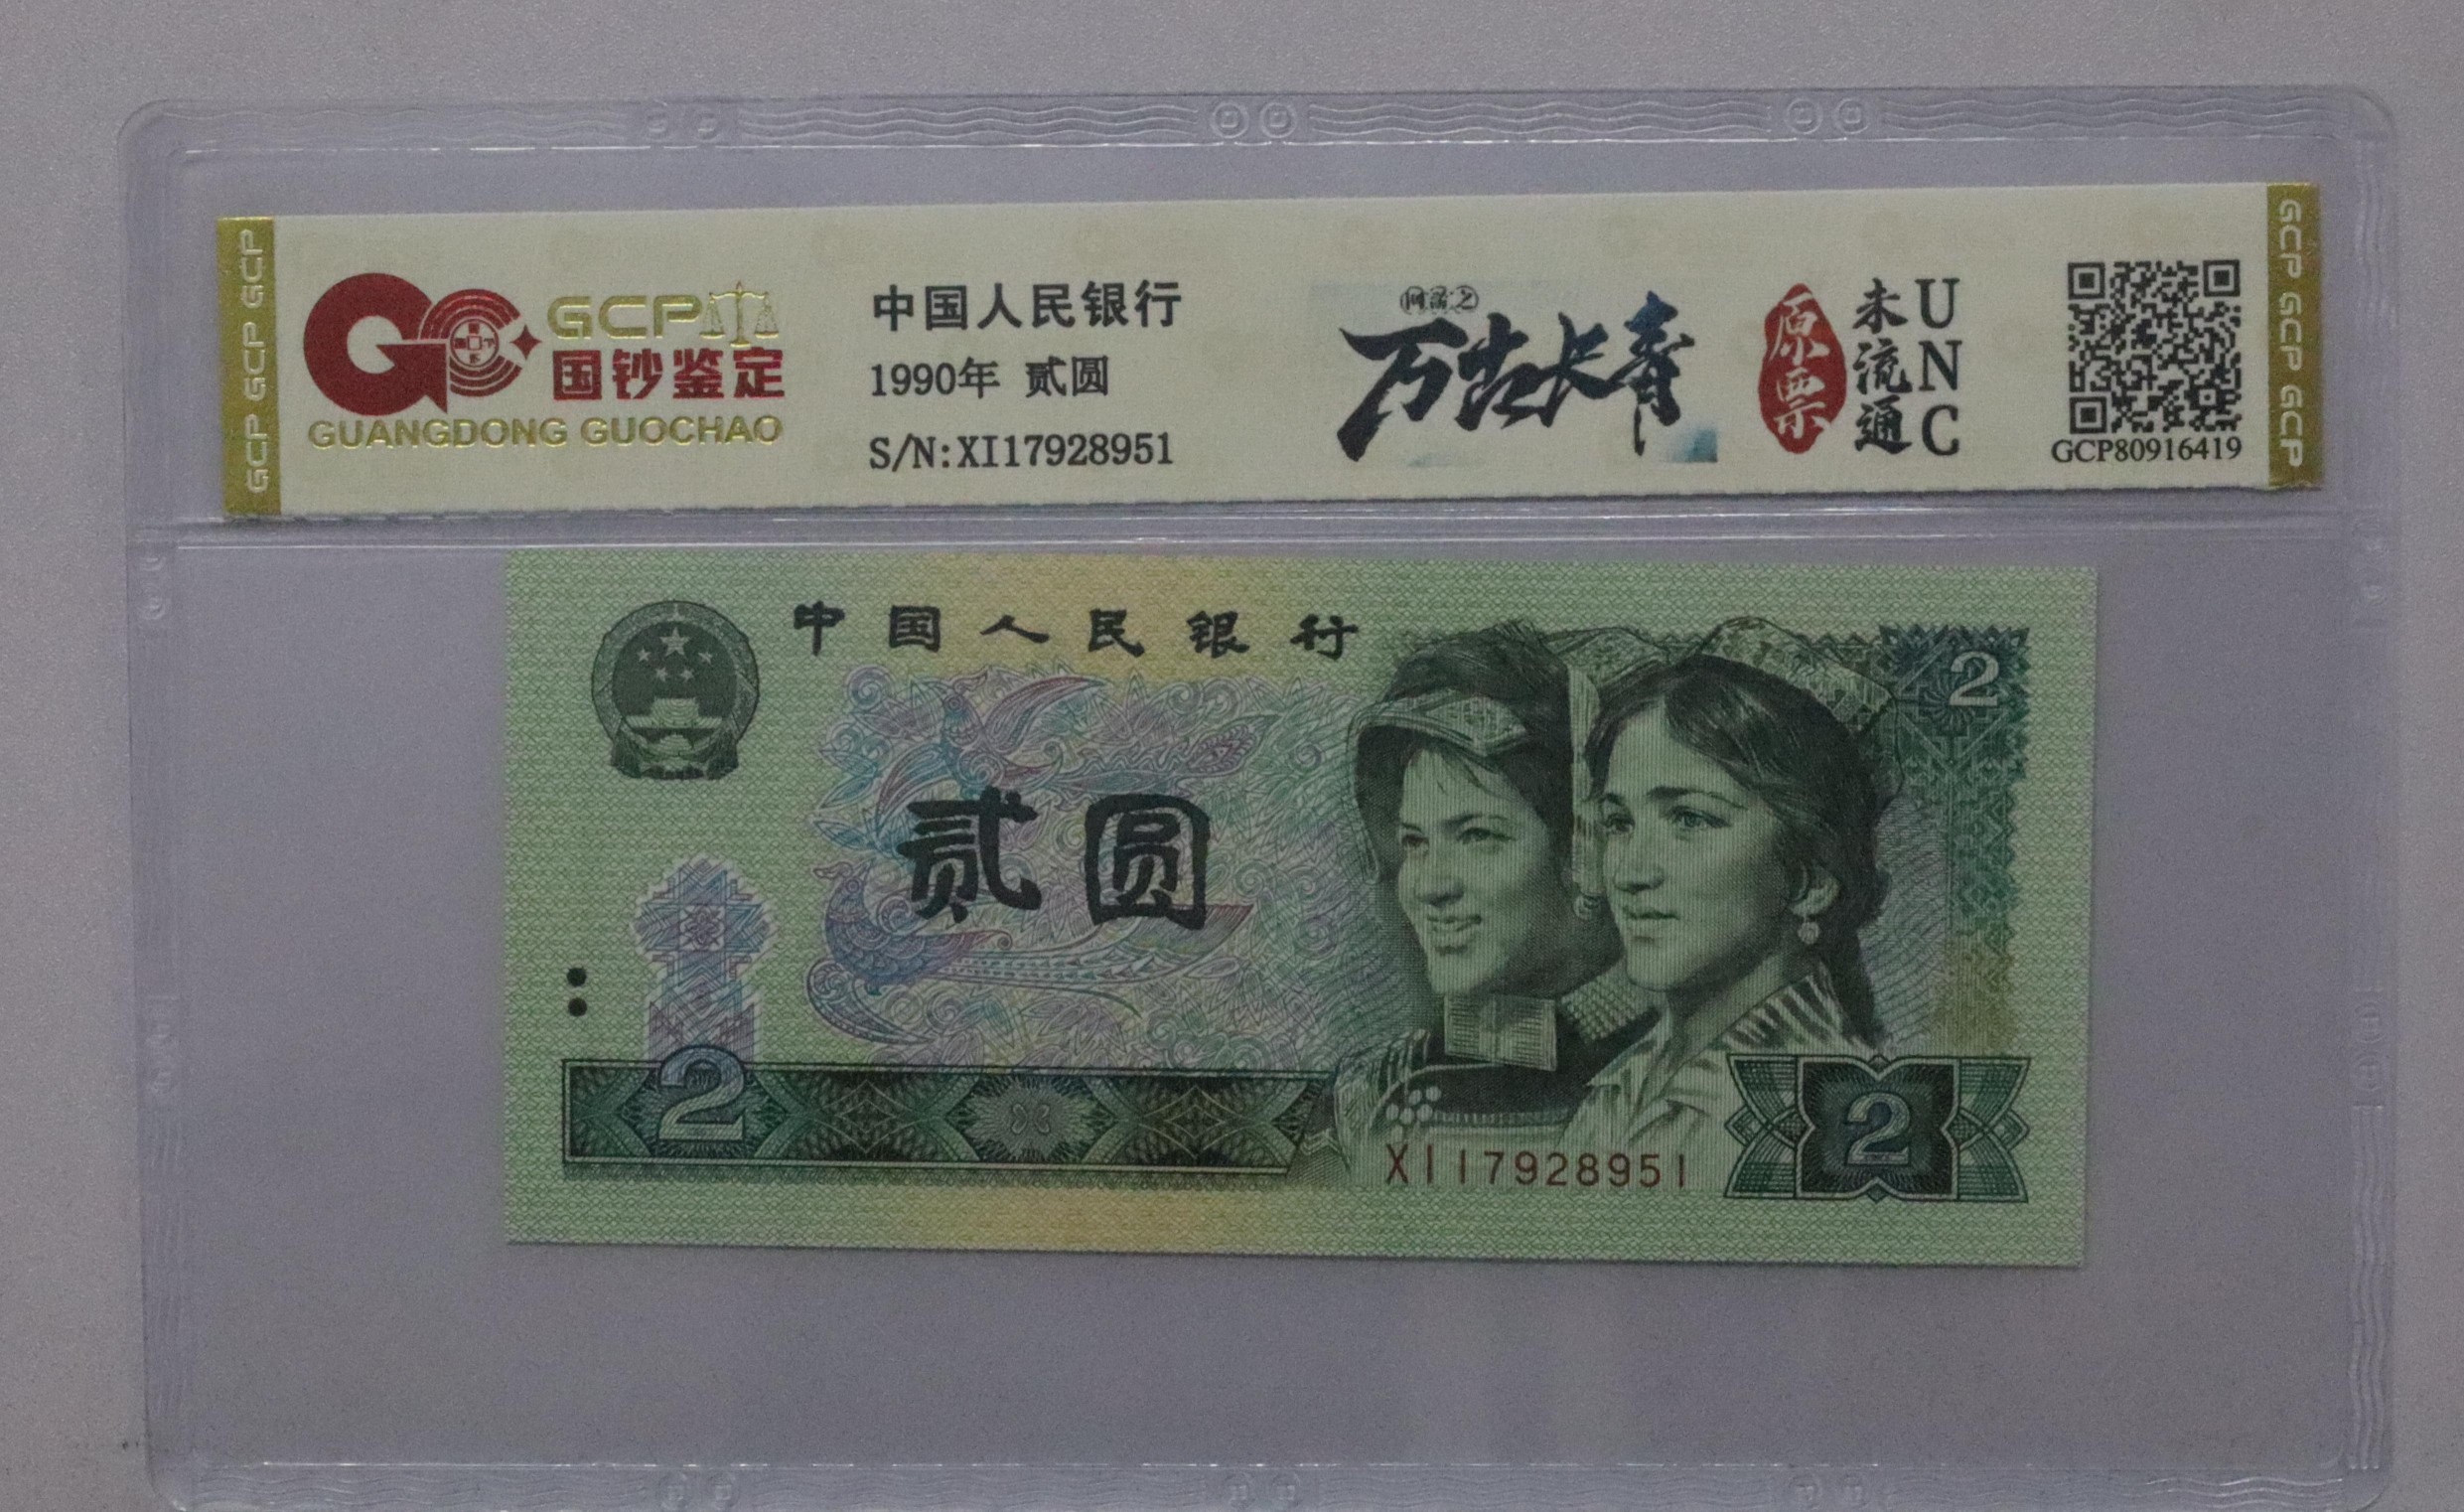 GCP GCP GCP
GCP
国钞鉴定
GUANGDONG GUOCHAO
中国人民银行
1990年 贰圆
S/N:XI17928951
万古长青
原票
未流通
UNC
GCP80916419
GCP GCP GCP
中国人民银行
2
贰圆
2
XI17928951
2